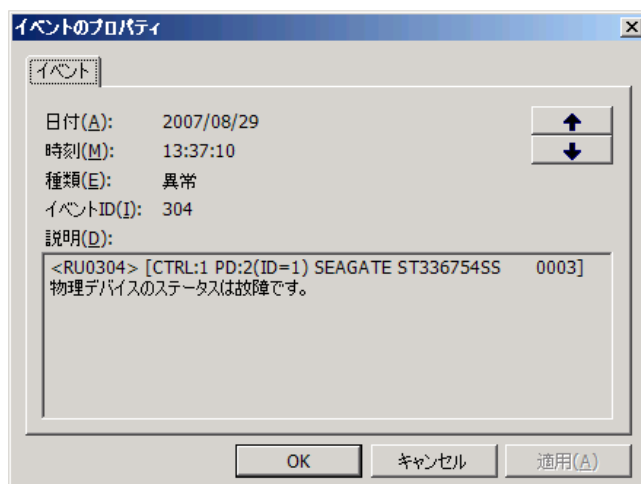 イベントのプロパティ
イベント
日付(A): 2007/08/29
時刻(M): 13:37:10
種類(E): 異常
イベントID(I): 304
説明(D):
<RU0304> [CTRL:1 PD:2(ID=1) SEAGATE ST336754SS 0003]
物理デバイスのステータスは故障です。
OK キャンセル 適用(A)